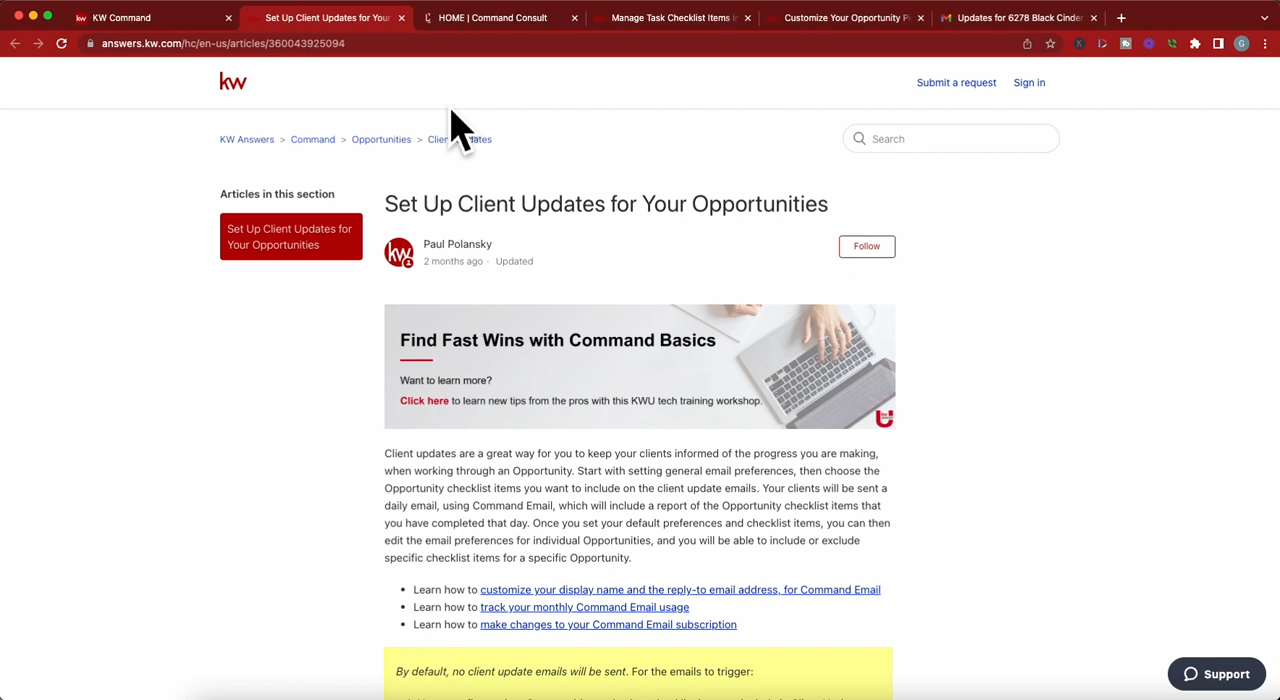 KW Command
Set Up Client Updates for Your
HOME | Command Consult
Manage Task Checklist Items in
Customize Your Opportunity P
Updates for 6278 Black Cinder
answers.kw.com/hc/en-us/articles/360043925094
G
kw
Submit a request
Sign in
KW Answers > Command > Opportunities > Client Updates
Search
Articles in this section
Set Up Client Updates for
Your Opportunities
Set Up Client Updates for Your Opportunities
kw
Paul Polansky
2 months ago · Updated
Follow
Find Fast Wins with Command Basics
Want to learn more?
Click here to learn new tips from the pros with this KWU tech training workshop.
Client updates are a great way for you to keep your clients informed of the progress you are making,
when working through an Opportunity. Start with setting general email preferences, then choose the
Opportunity checklist items you want to include on the client update emails. Your clients will be sent a
daily email, using Command Email, which will include a report of the Opportunity checklist items that
you have completed that day. Once you set your default preferences and checklist items, you can then
edit the email preferences for individual Opportunities, and you will be able to include or exclude
specific checklist items for a specific Opportunity.
• Learn how to customize your display name and the reply-to email address, for Command Email
• Learn how to track your monthly Command Email usage
• Learn how to make changes to your Command Email subscription
By default, no client update emails will be sent. For the emails to trigger:
Support